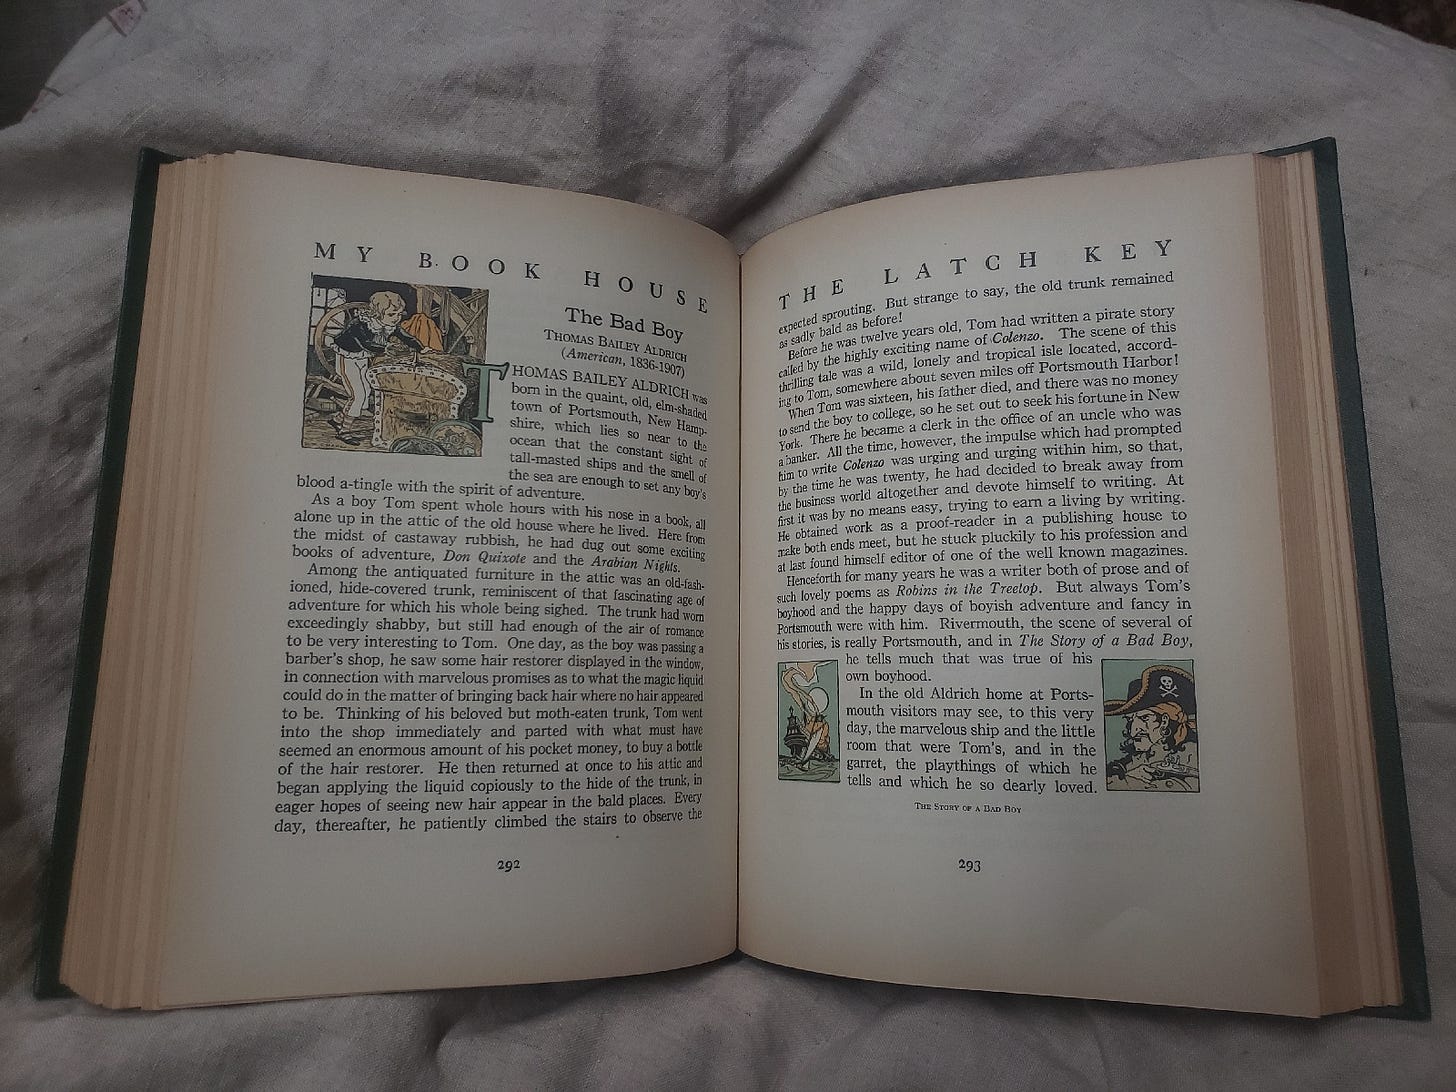 MY BOOK HOUSE
The Bad Boy
THOMAS BAILEY ALDRICH
(American, 1836-1907)
THOMAS BAILEY ALDRICH was
born in the quaint, old, elm-shaded
town of Portsmouth, New Hamp-
shire, which lies so near to the
ocean that the constant sight of
tall-masted ships and the smell of
the sea are enough to set any boy's
blood a-tingle with the spirit of adventure.
As a boy Tom spent whole hours with his nose in a book, all
alone up in the attic of the old house where he lived. Here from
the midst of castaway rubbish, he had dug out some exciting
books of adventure, Don Quixote and the Arabian Nights.
Among the antiquated furniture in the attic was an old-fash-
ioned, hide-covered trunk, reminiscent of that fascinating age of
adventure for which his whole being sighed. The trunk had worn
exceedingly shabby, but still had enough of the air of romance
to be very interesting to Tom. One day, as the boy was passing a
barber's shop, he saw some hair restorer displayed in the window,
in connection with marvelous promises as to what the magic liquid
could do in the matter of bringing back hair where no hair appeared
to be. Thinking of his beloved but moth-eaten trunk, Tom went
into the shop immediately and parted with what must have
seemed an enormous amount of his pocket money, to buy a bottle
of the hair restorer. He then returned at once to his attic and
began applying the liquid copiously to the hide of the trunk, in
eager hopes of seeing new hair appear in the bald places. Every
day, thereafter, he patiently climbed the stairs to observe the
292
THE LATCH KEY
expected sprouting. But strange to say, the old trunk remained
as sadly bald as before!
Before he was twelve years old, Tom had written a pirate story
called by the highly exciting name of Colenzo. The scene of this
thrilling tale was a wild, lonely and tropical isle located, accord-
ing to Tom, somewhere about seven miles off Portsmouth Harbor!
When Tom was sixteen, his father died, and there was no money
to send the boy to college, so he set out to seek his fortune in New
York. There he became a clerk in the office of an uncle who was
a banker. All the time, however, the impulse which had prompted
him to write Colenzo was urging and urging within him, so that,
by the time he was twenty, he had decided to break away from
the business world altogether and devote himself to writing. At
first it was by no means easy, trying to earn a living by writing.
He obtained work as a proof-reader in a publishing house to
make both ends meet, but he stuck pluckily to his profession and
at last found himself editor of one of the well known magazines.
Henceforth for many years he was a writer both of prose and of
such lovely poems as Robins in the Treetop. But always Tom's
boyhood and the happy days of boyish adventure and fancy in
Portsmouth were with him. Rivermouth, the scene of several of
his stories, is really Portsmouth, and in The Story of a Bad Boy,
he tells much that was true of his
own boyhood.
In the old Aldrich home at Ports-
mouth visitors may see, to this very
day, the marvelous ship and the little
room that were Tom's, and in the
garret, the playthings of which he
tells and which he so dearly loved.
THE STORY OF A BAD BOY
293